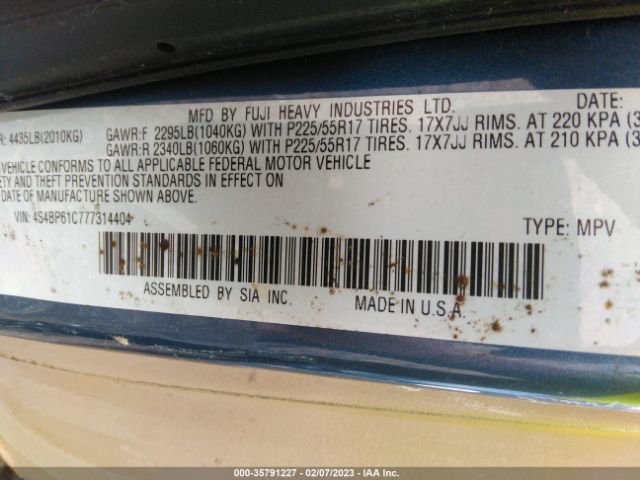 MFD BY FUJI HEAVY INDUSTRIES LTD. DATE:
R: 4435LB(2010KG) GAWR:F 2295LB(1040KG) WITH P225/55R17 TIRES. 17X7JJ RIMS. AT 220 KPA (3
GAWR:R 2340LB(1060KG) WITH P225/55R17 TIRES. 17X7JJ RIMS. AT 210 KPA (3
VEHICLE CONFORMS TO ALL APPLICABLE FEDERAL MOTOR VEHICLE
ETY AND THEFT PREVENTION STANDARDS IN EFFECT ON
DATE OF MANUFACTURE SHOWN ABOVE.
VIN: 4S4BP61C777314404 TYPE: MPV
ASSEMBLED BY SIA INC. MADE IN U.S.A.
000-35791227 - 02/07/2023 - IAA Inc.